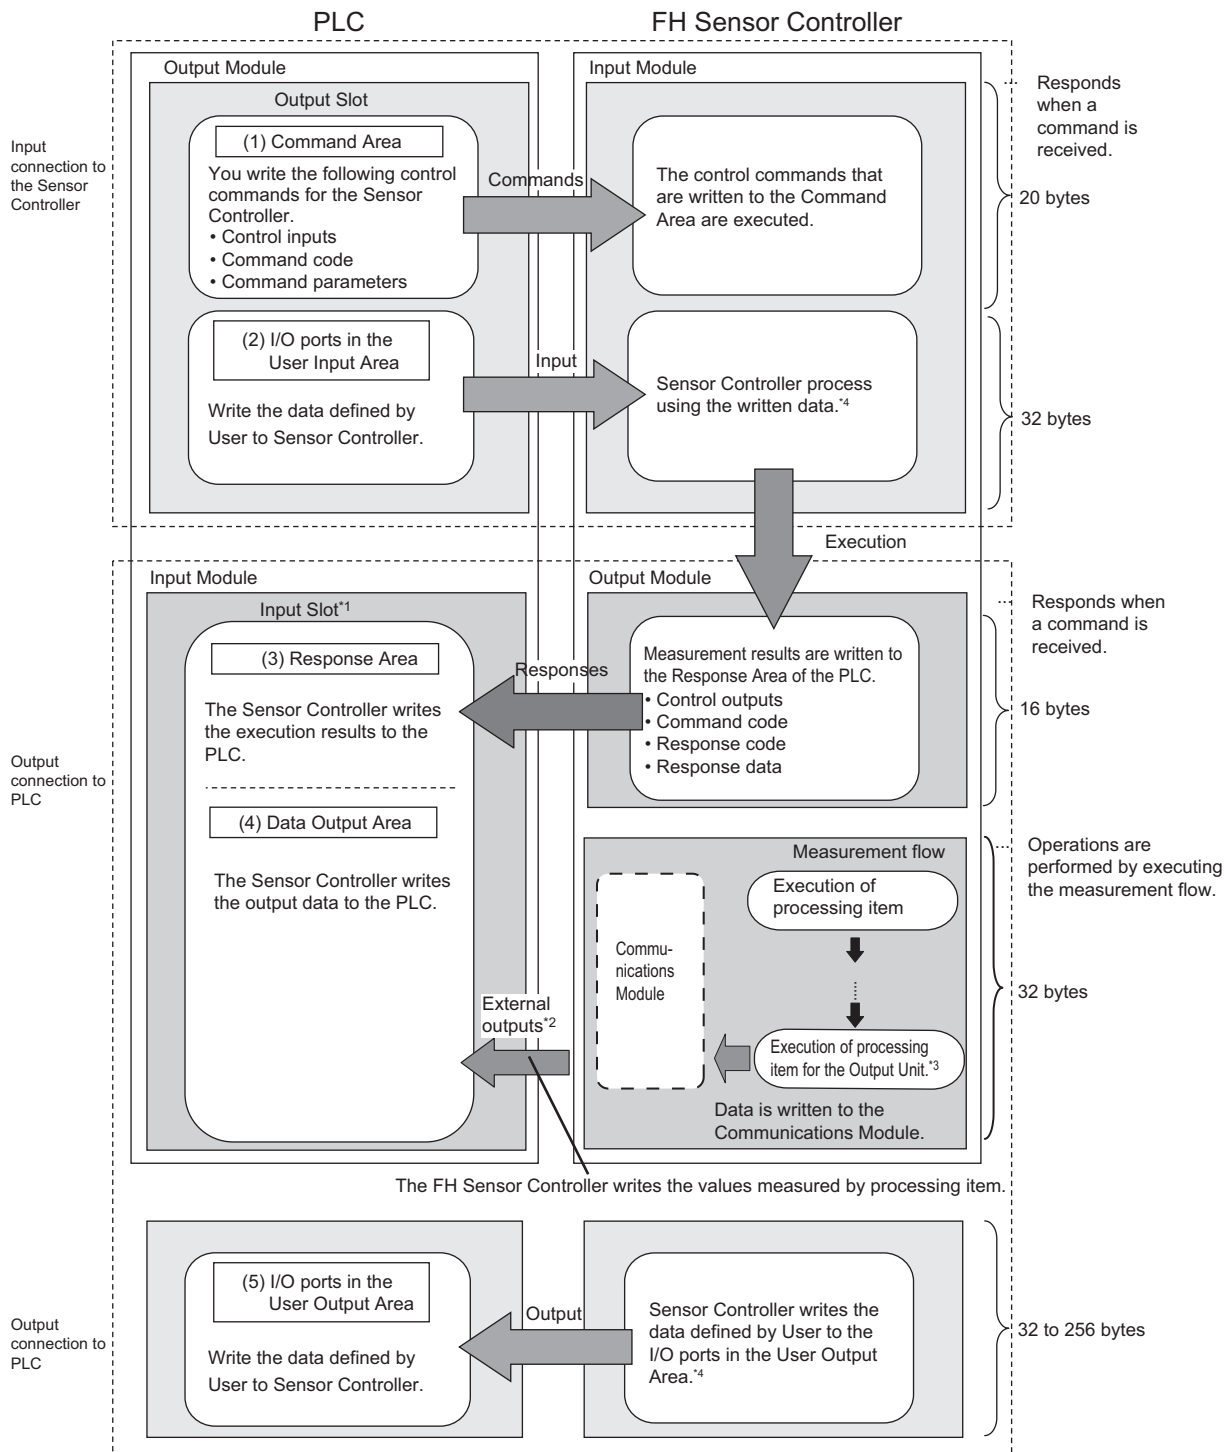 PLC
FH Sensor Controller
Output Module
Input Module
Output Slot
Input
connection to
the Sensor
Controller
(1) Command Area
You write the following control
commands for the Sensor
Controller.
• Control inputs
• Command code
• Command parameters
Commands
The control commands that
are written to the Command
Area are executed.
Responds
when a
command is
received.
20 bytes
(2) I/O ports in the
User Input Area
Write the data defined by
User to Sensor Controller.
Input
Sensor Controller process
using the written data.*4
32 bytes
Execution
Input Module
Output Module
Input Slot*1
Output
connection to
PLC
(3) Response Area
The Sensor Controller writes
the execution results to the
PLC.
Responses
Measurement results are written to
the Response Area of the PLC.
• Control outputs
• Command code
• Response code
• Response data
Responds when
a command is
received.
16 bytes
(4) Data Output Area
The Sensor Controller writes
the output data to the PLC.
External
outputs*2
Measurement flow
Execution of
processing item
Commu-
nications
Module
Execution of processing
item for the Output Unit.*3
Data is written to the
Communications Module.
Operations are
performed by executing
the measurement flow.
32 bytes
The FH Sensor Controller writes the values measured by processing item.
Output
connection to
PLC
(5) I/O ports in the
User Output Area
Write the data defined by
User to Sensor Controller.
Output
Sensor Controller writes the
data defined by User to the
I/O ports in the User Output
Area.*4
32 to 256 bytes